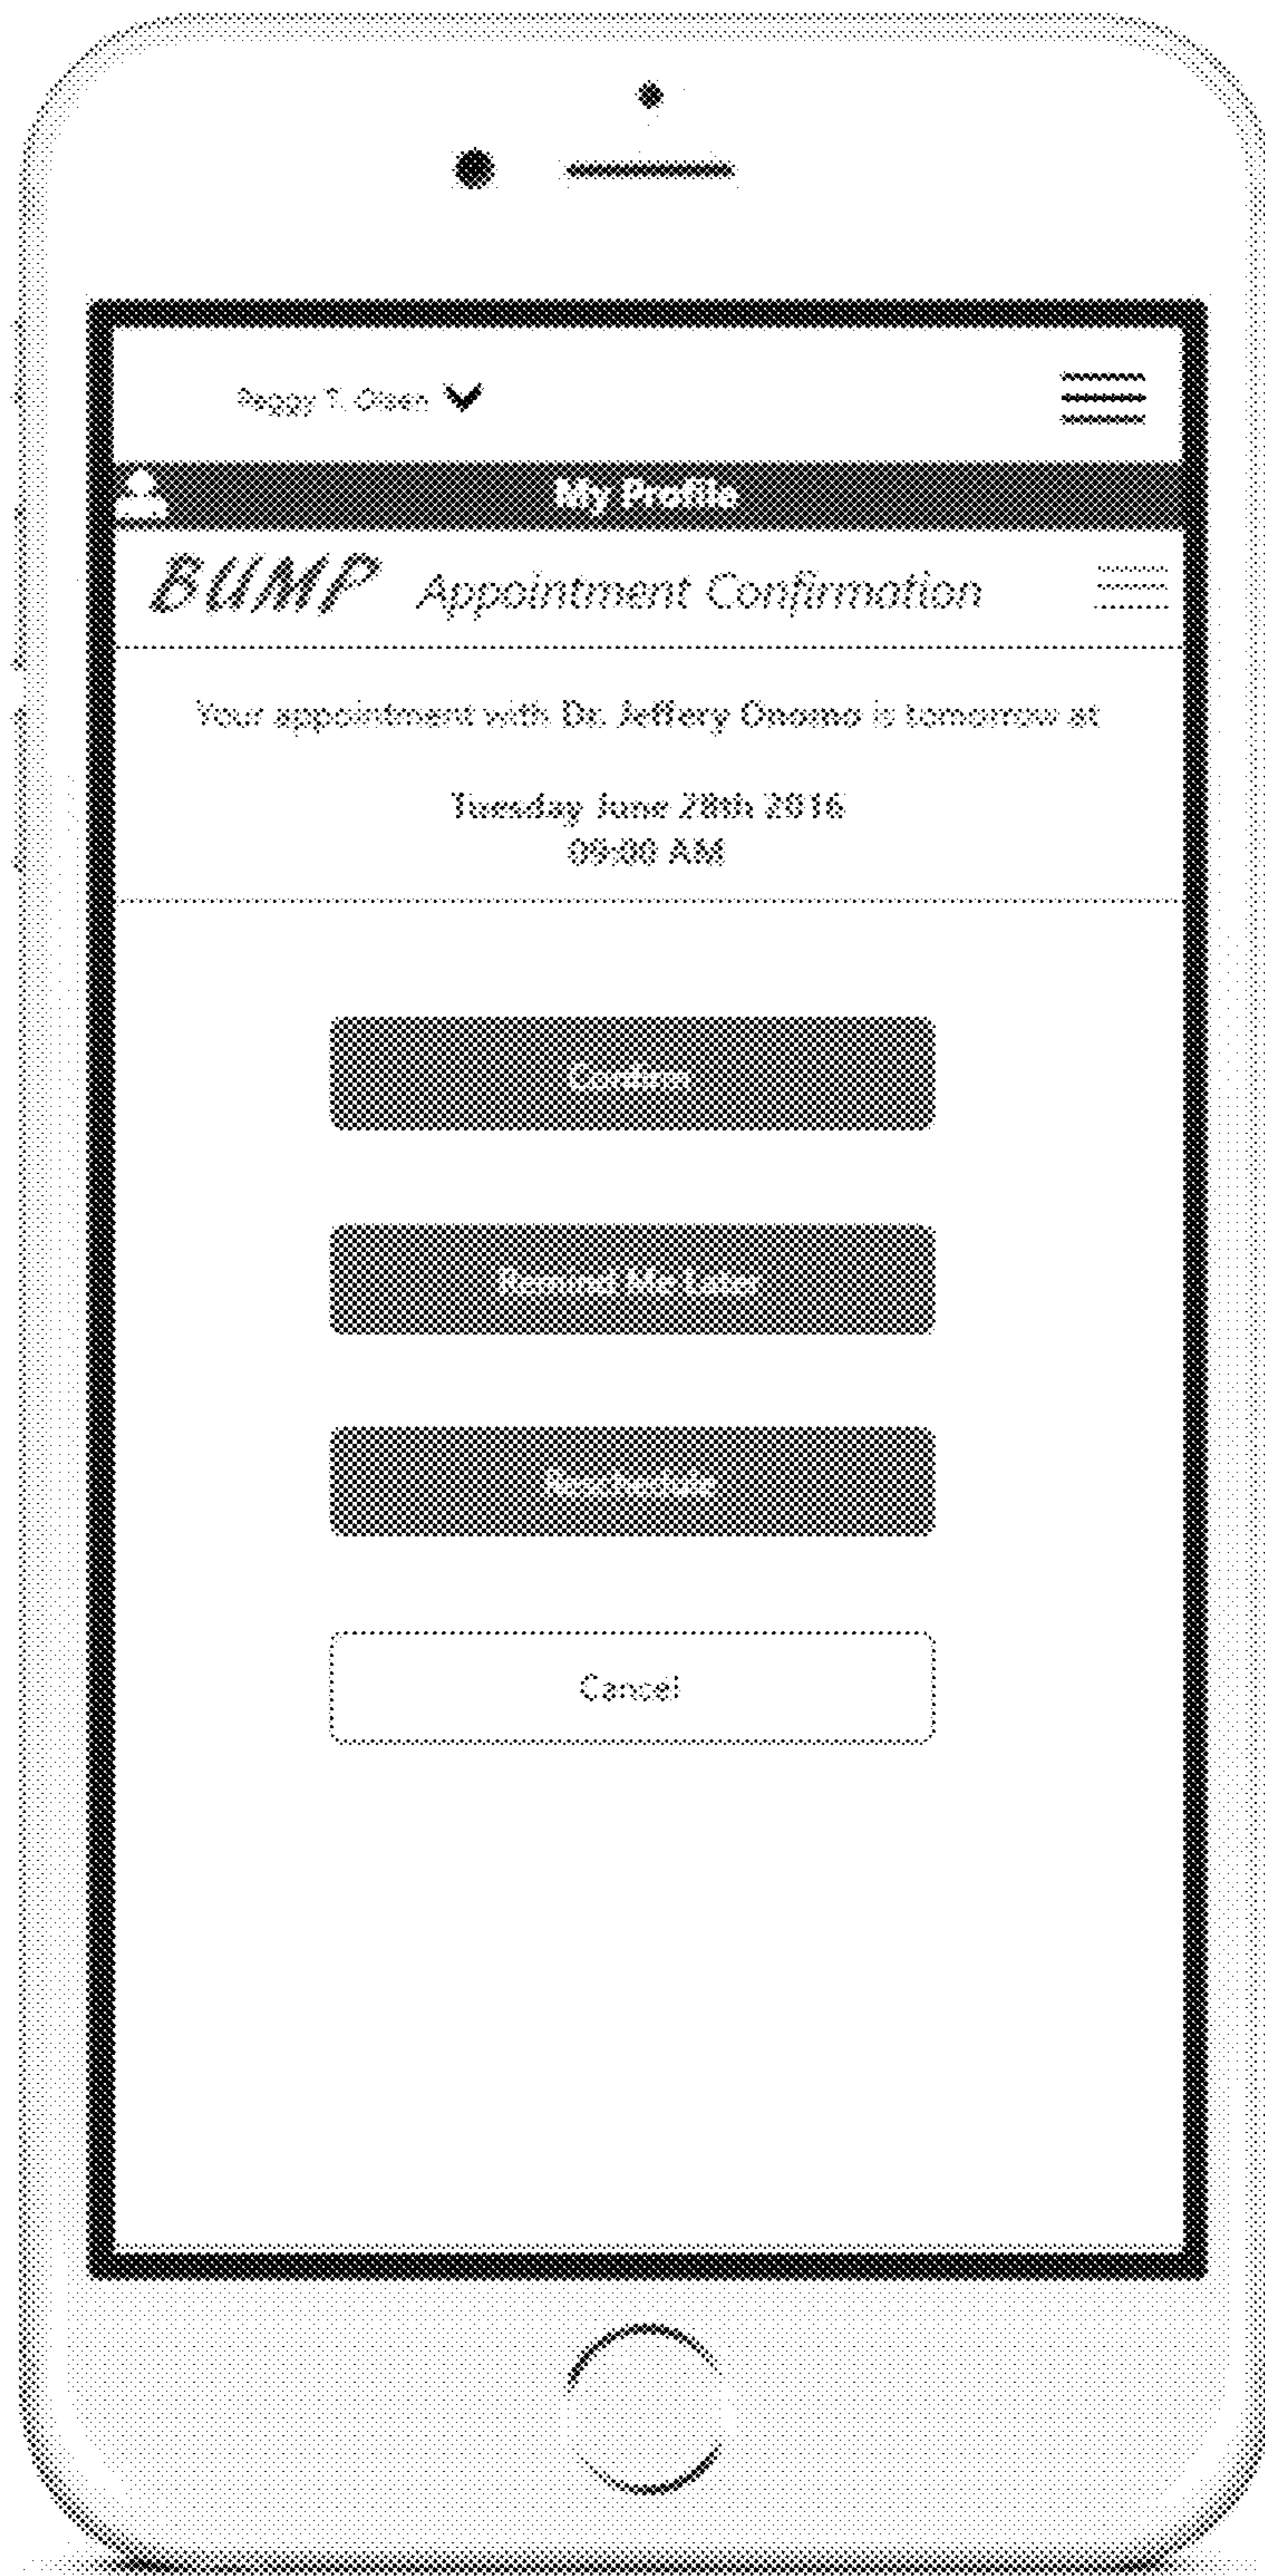 Peggy T. Olsen
My Profile
BUMP Appointment Confirmation
Your appointment with Dr. Jeffery Onomo is tomorrow at
Tuesday June 28th 2016
09:00 AM
Confirm
Remind Me Later
Reschedule
Cancel